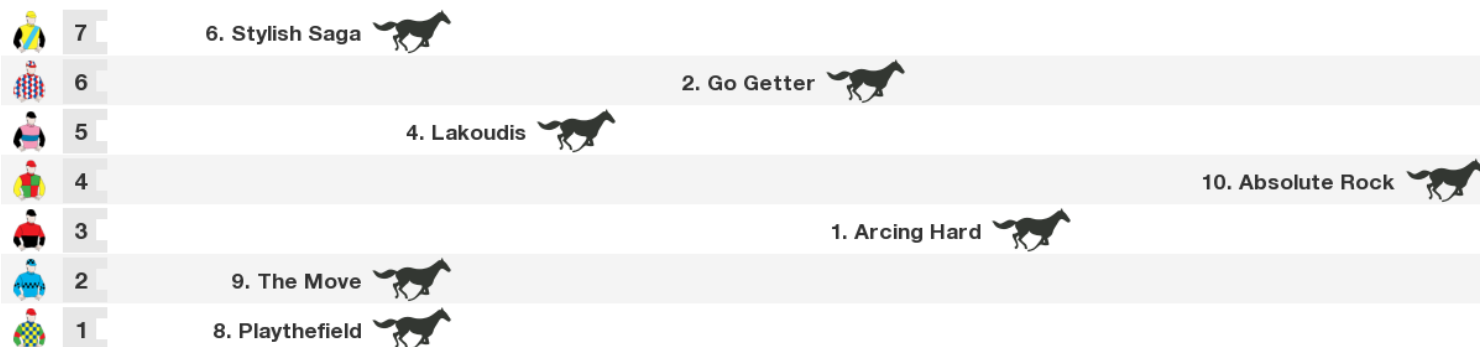 7 6. Stylish Saga
6 2. Go Getter
5 4. Lakoudis
4 10. Absolute Rock
3 1. Arcing Hard
2 9. The Move
1 8. Playthefield